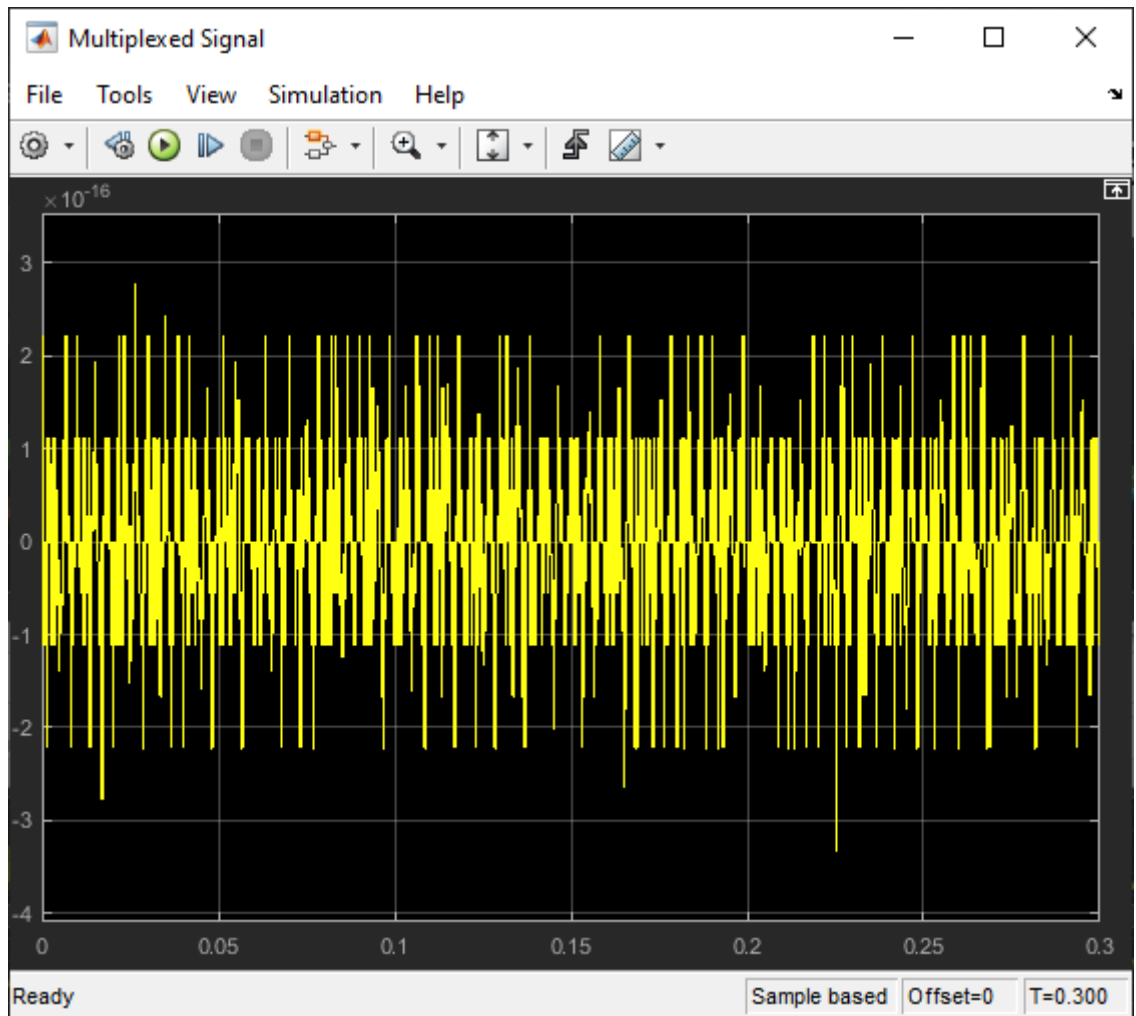 Multiplexed Signal
File Tools View Simulation Help
×10-16
3
2
1
0
-1
-2
-3
-4
0 0.05 0.1 0.15 0.2 0.25 0.3
Ready Sample based Offset=0 T=0.300